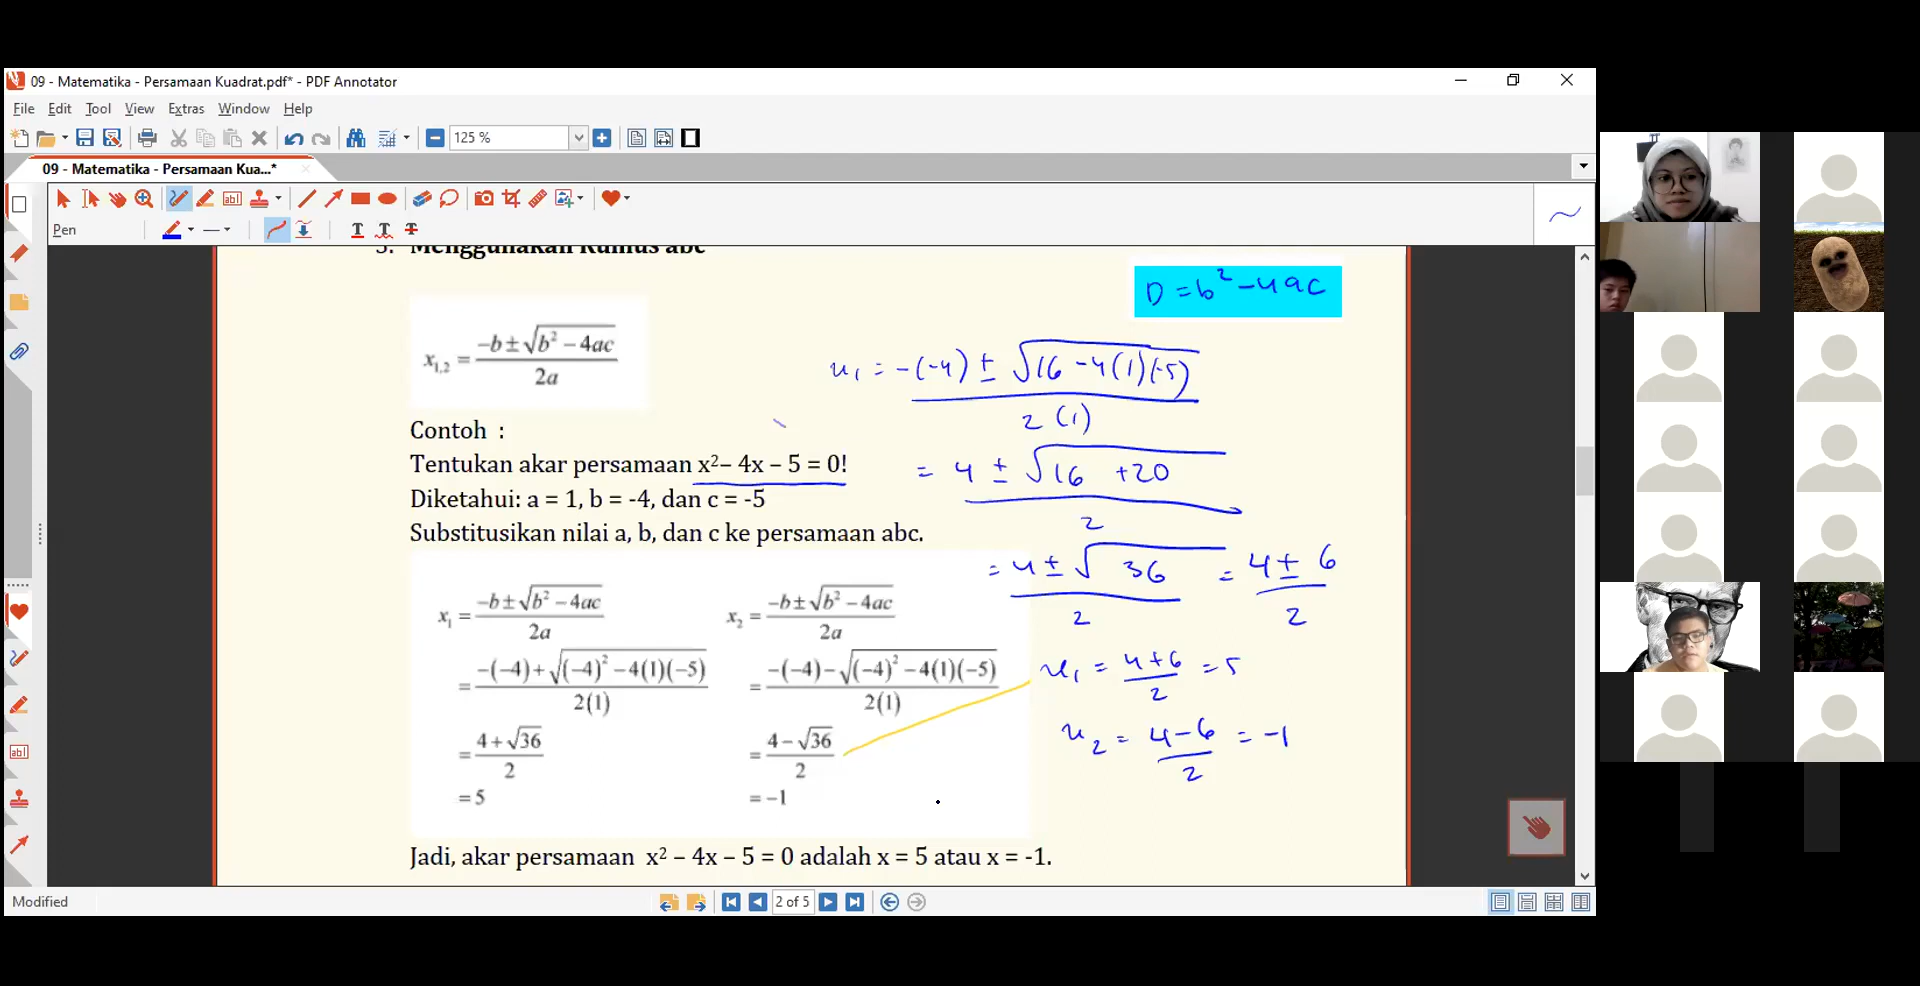 09 - Matematika - Persamaan Kuadrat.pdf* - PDF Annotator
File Edit Tool View Extras Window Help
125 %
09 - Matematika - Persamaan Kua...*
Pen
3. Menggunakan Rumus abc
D = b² - 4ac
x₁,₂ = (-b ± √(b² - 4ac)) / 2a
x₁ = (-(-4) ± √(16 - 4(1)(-5))) / 2(1)
= (4 ± √(16 + 20)) / 2
= (4 ± √36) / 2 = (4 ± 6) / 2
x₁ = (4+6) / 2 = 5
x₂ = (4-6) / 2 = -1
Contoh :
Tentukan akar persamaan x²– 4x – 5 = 0!
Diketahui: a = 1, b = -4, dan c = -5
Substitusikan nilai a, b, dan c ke persamaan abc.
x₁ = (-b ± √(b² - 4ac)) / 2a
= (-(-4) + √((-4)² - 4(1)(-5))) / 2(1)
= (4 + √36) / 2
= 5
x₂ = (-b ± √(b² - 4ac)) / 2a
= (-(-4) - √((-4)² - 4(1)(-5))) / 2(1)
= (4 - √36) / 2
= -1
Jadi, akar persamaan x² – 4x – 5 = 0 adalah x = 5 atau x = -1.
Modified
2 of 5